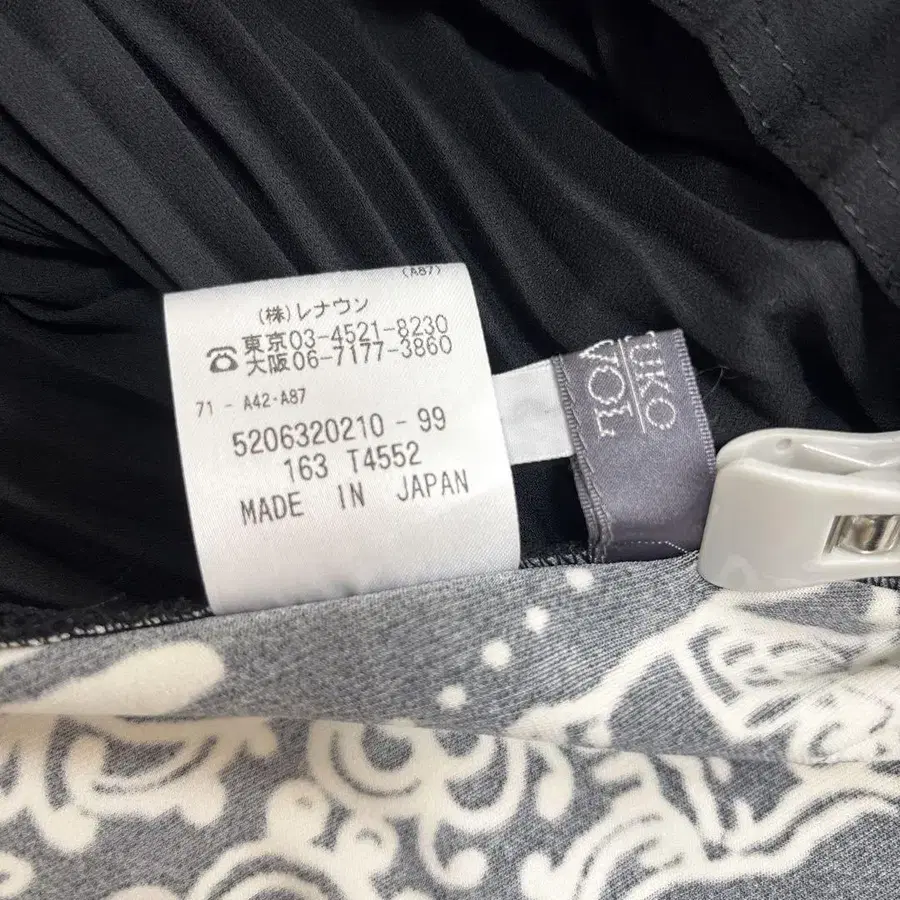 (A87)
(株)レナウン
☎ 東京03-4521-8230
大阪06-7177-3860
71 - A42-A87
5206320210 - 99
163 T4552
MADE IN JAPAN